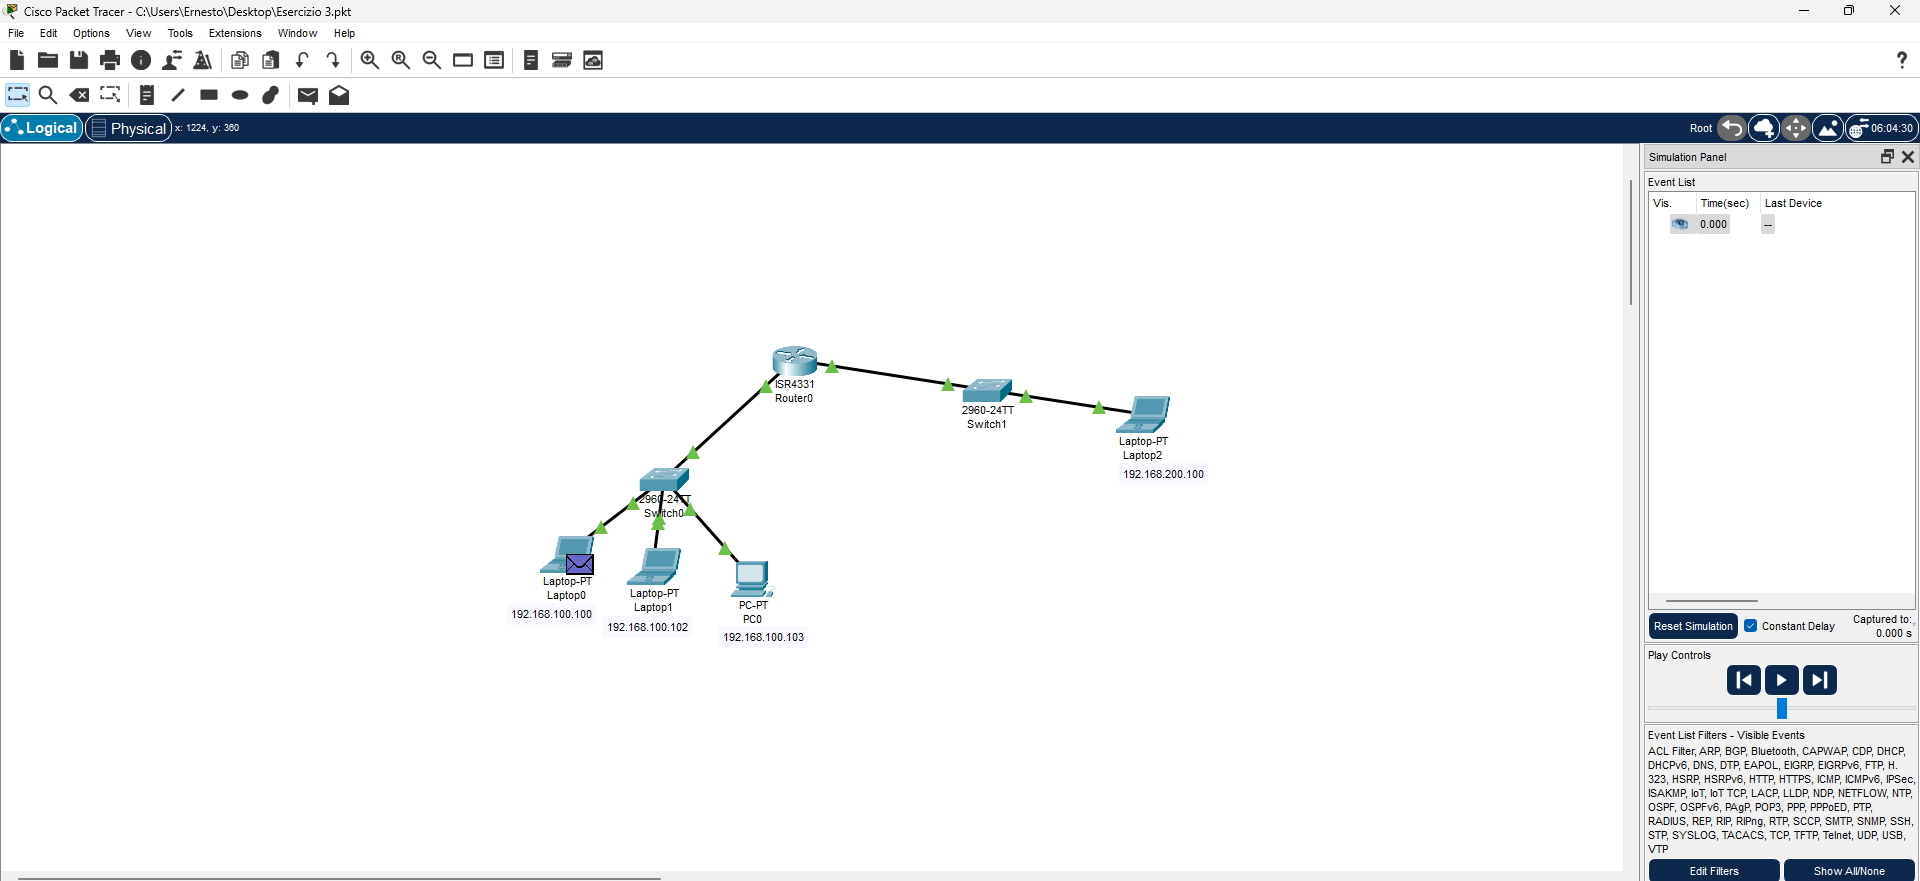 Cisco Packet Tracer - C:\Users\Ernesto\Desktop\Esercizio 3.pkt
File Edit Options View Tools Extensions Window Help
Logical Physical x: 1224, y: 360 Root 06:04:30
Simulation Panel
Event List
Vis. Time(sec) Last Device
0.000 --
ISR4331
Router0
2960-24TT
Switch1
Laptop-PT
Laptop2
192.168.200.100
2960-24TT
Switch0
Laptop-PT
Laptop0
192.168.100.100
Laptop-PT
Laptop1
192.168.100.102
PC-PT
PC0
192.168.100.103
Reset Simulation Constant Delay Captured to:
0.000 s
Play Controls
Event List Filters - Visible Events
ACL Filter, ARP, BGP, Bluetooth, CAPWAP, CDP, DHCP,
DHCPv6, DNS, DTP, EAPOL, EIGRP, EIGRPv6, FTP, H.
323, HSRP, HSRPv6, HTTP, HTTPS, ICMP, ICMPv6, IPSec,
ISAKMP, IoT, IoT TCP, LACP, LLDP, NDP, NETFLOW, NTP,
OSPF, OSPFv6, PAgP, POP3, PPP, PPPoED, PTP,
RADIUS, REP, RIP, RIPng, RTP, SCCP, SMTP, SNMP, SSH,
STP, SYSLOG, TACACS, TCP, TFTP, Telnet, UDP, USB,
VTP
Edit Filters Show All/None